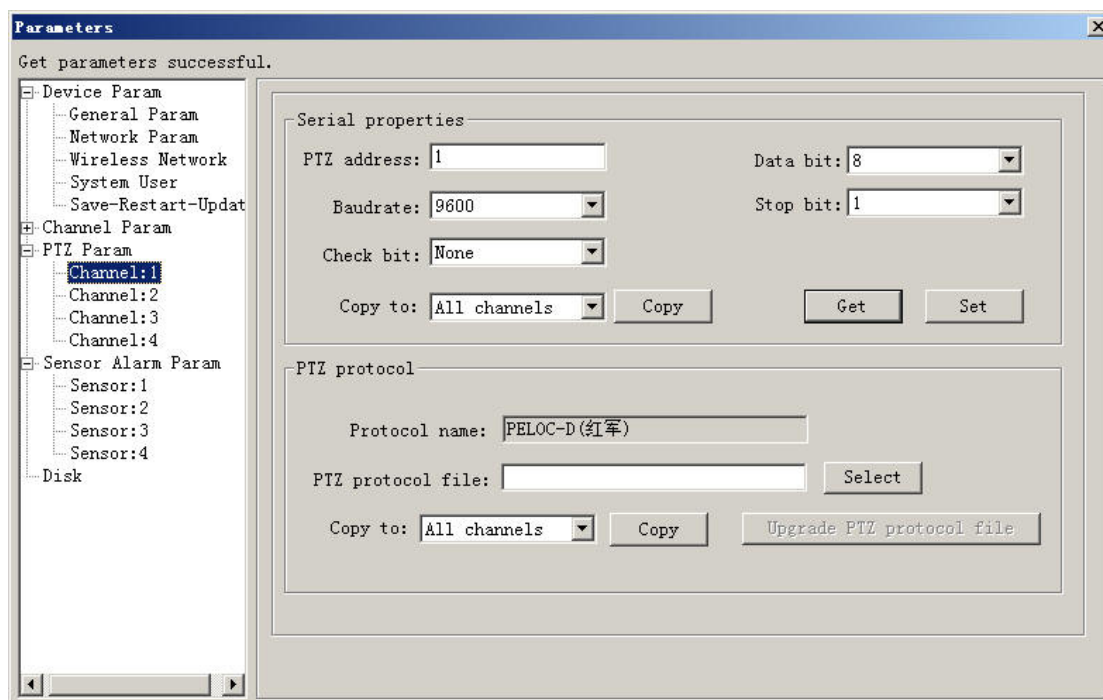 Parameters
Get parameters successful.
Device Param
General Param
Network Param
Wireless Network
System User
Save-Restart-Updat
Channel Param
PTZ Param
Channel:1
Channel:2
Channel:3
Channel:4
Sensor Alarm Param
Sensor:1
Sensor:2
Sensor:3
Sensor:4
Disk
Serial properties
PTZ address: 1
Data bit: 8
Baudrate: 9600
Stop bit: 1
Check bit: None
Copy to: All channels Copy Get Set
PTZ protocol
Protocol name: PELOC-D(红军)
PTZ protocol file: Select
Copy to: All channels Copy Upgrade PTZ protocol file